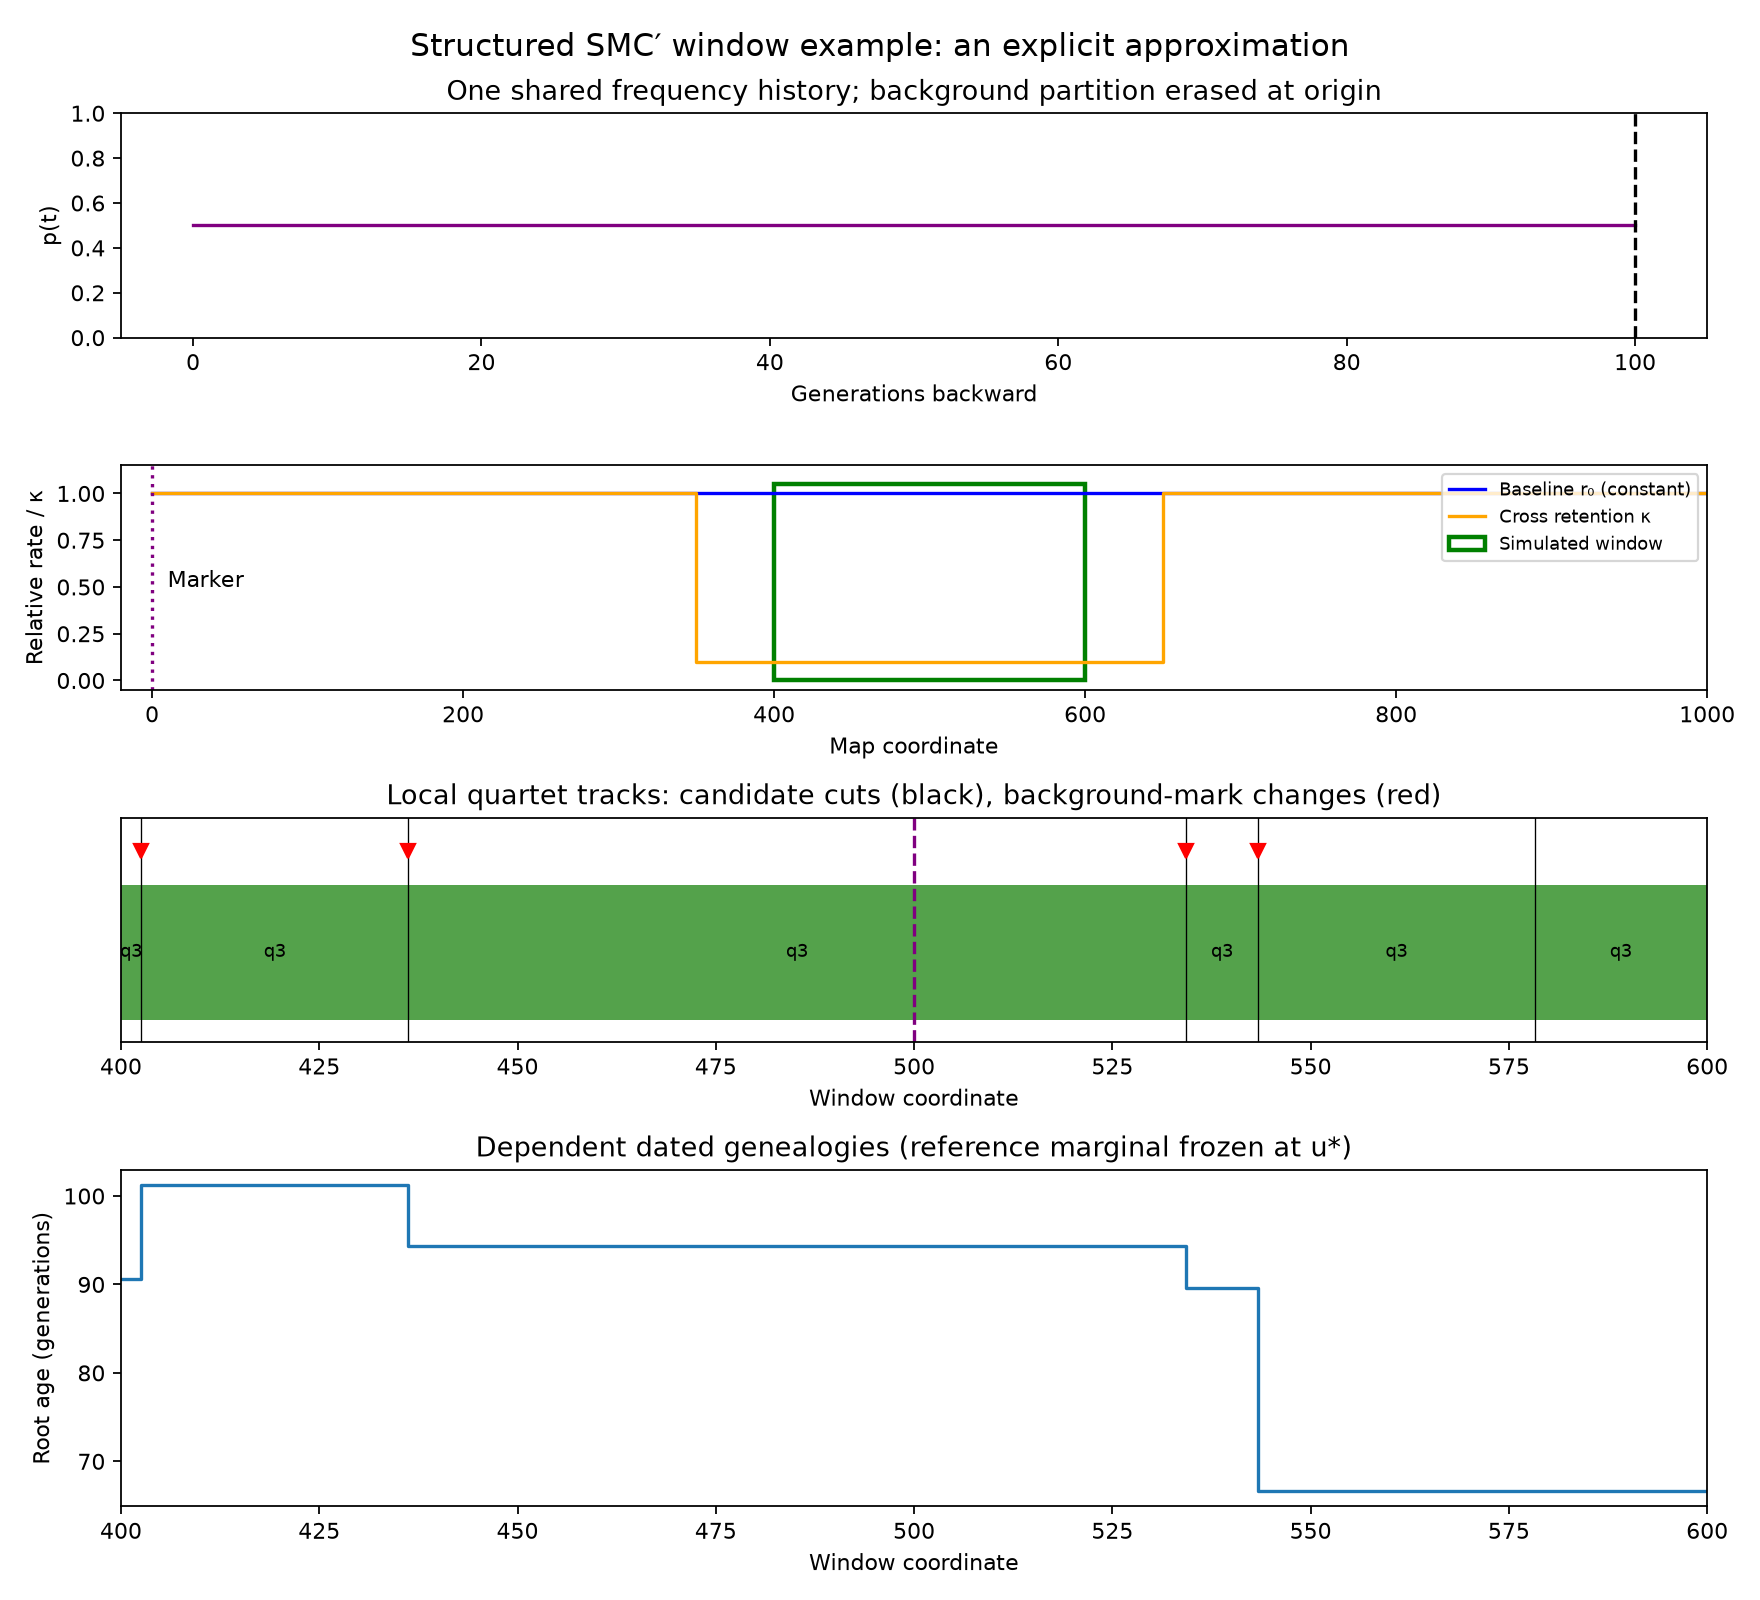 Structured SMC′ window example: an explicit approximation
One shared frequency history; background partition erased at origin
p(t)
1.0
0.8
0.6
0.4
0.2
0.0
0 20 40 60 80 100
Generations backward
Relative rate / κ
1.00
0.75
0.50
0.25
0.00
Marker
Baseline r₀ (constant)
Cross retention κ
Simulated window
0 200 400 600 800 1000
Map coordinate
Local quartet tracks: candidate cuts (black), background-mark changes (red)
q3 q3 q3 q3 q3 q3
400 425 450 475 500 525 550 575 600
Window coordinate
Dependent dated genealogies (reference marginal frozen at u*)
Root age (generations)
100
90
80
70
400 425 450 475 500 525 550 575 600
Window coordinate